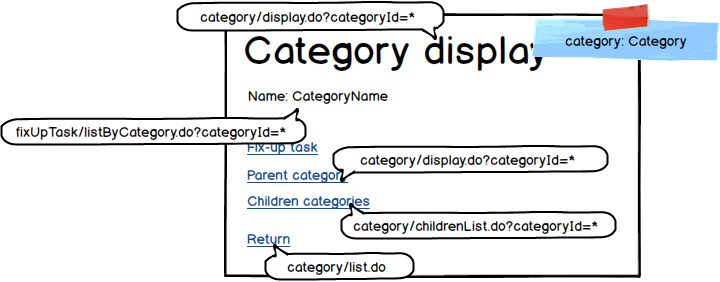 category/display.do?categoryId=*
category: Category
Category display
Name: CategoryName
fixUpTask/listByCategory.do?categoryId=*
Fix-up task
category/display.do?categoryId=*
Parent category
Children categories
category/childrenList.do?categoryId=*
Return
category/list.do